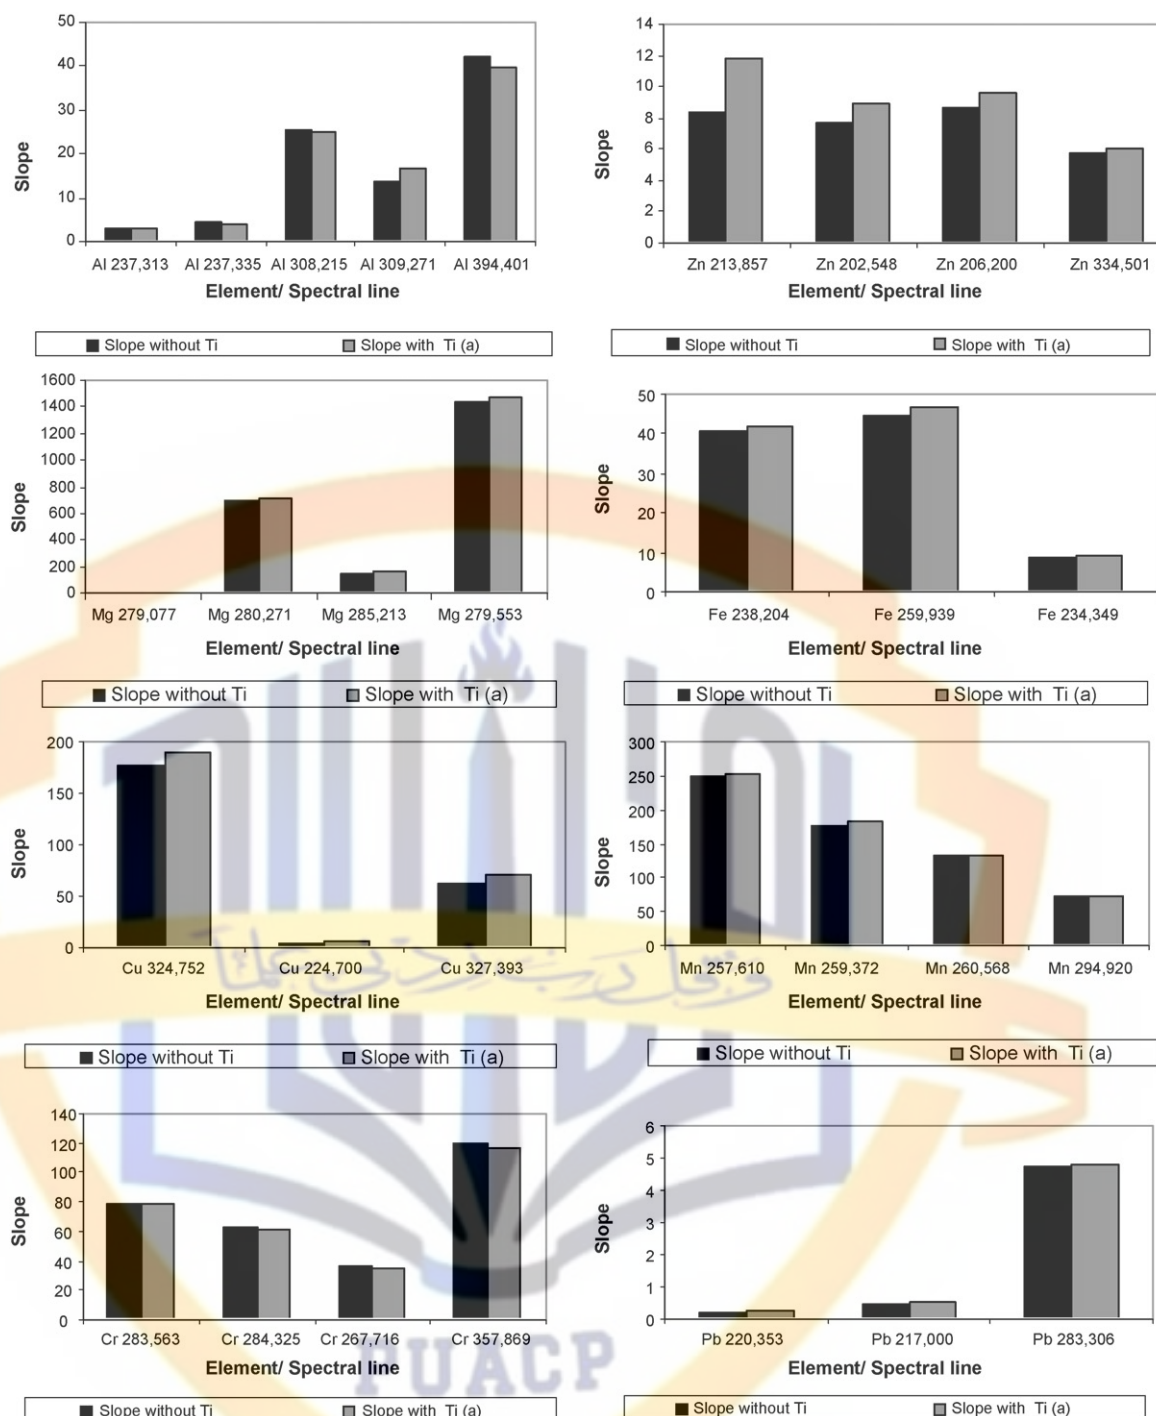 50
40
30
20
10
0
Slope
Al 237,313 Al 237,335 Al 308,215 Al 309,271 Al 394,401
Element/ Spectral line
Slope without Ti Slope with Ti (a)
14
12
10
8
6
4
2
0
Slope
Zn 213,857 Zn 202,548 Zn 206,200 Zn 334,501
Element/ Spectral line
Slope without Ti Slope with Ti (a)
1600
1400
1200
1000
800
600
400
200
0
Slope
Mg 279,077 Mg 280,271 Mg 285,213 Mg 279,553
Element/ Spectral line
Slope without Ti Slope with Ti (a)
50
40
30
20
10
0
Slope
Fe 238,204 Fe 259,939 Fe 234,349
Element/ Spectral line
Slope without Ti Slope with Ti (a)
200
150
100
50
0
Slope
Cu 324,752 Cu 224,700 Cu 327,393
Element/ Spectral line
Slope without Ti Slope with Ti (a)
300
250
200
150
100
50
0
Slope
Mn 257,610 Mn 259,372 Mn 260,568 Mn 294,920
Element/ Spectral line
Slope without Ti Slope with Ti (a)
140
120
100
80
60
40
20
0
Slope
Cr 283,563 Cr 284,325 Cr 267,716 Cr 357,869
Element/ Spectral line
Slope without Ti Slope with Ti (a)
6
5
4
3
2
1
0
Slope
Pb 220,353 Pb 217,000 Pb 283,306
Element/ Spectral line
Slope without Ti Slope with Ti (a)
PUACP